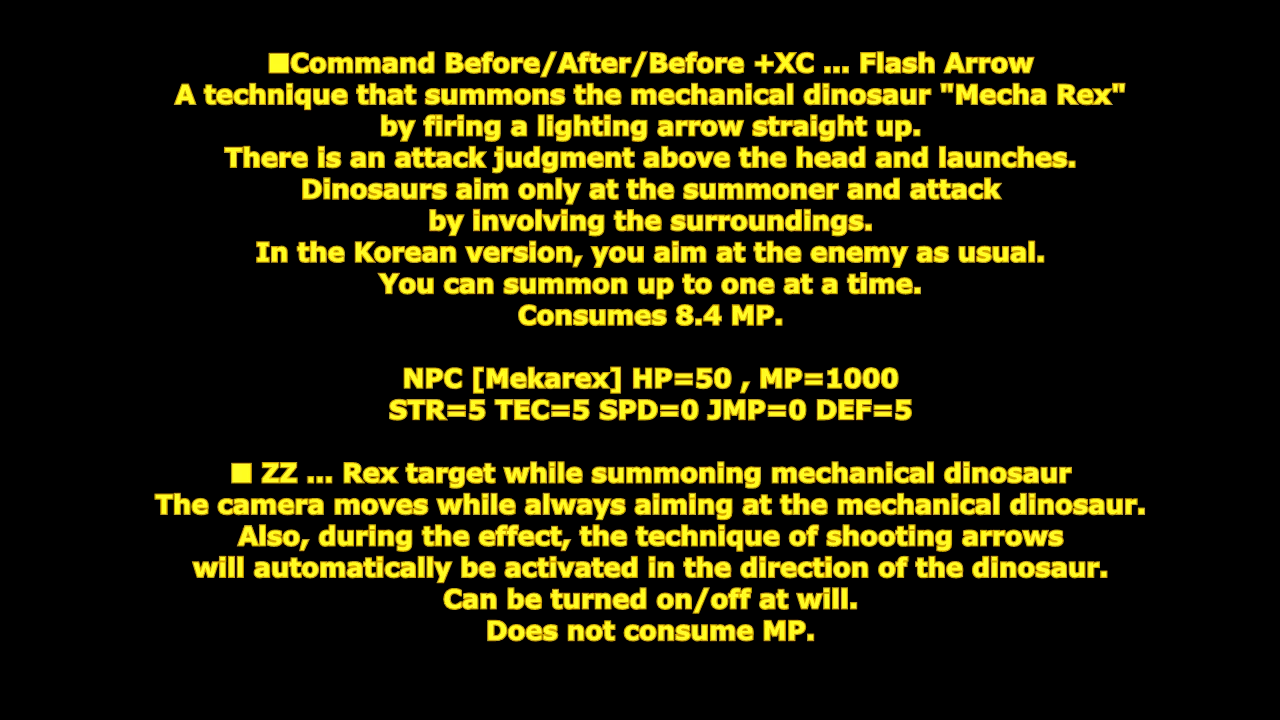 ■Command Before/After/Before +XC ... Flash Arrow
A technique that summons the mechanical dinosaur "Mecha Rex"
by firing a lighting arrow straight up.
There is an attack judgment above the head and launches.
Dinosaurs aim only at the summoner and attack
by involving the surroundings.
In the Korean version, you aim at the enemy as usual.
You can summon up to one at a time.
Consumes 8.4 MP.
NPC [Mekarex] HP=50 , MP=1000
STR=5 TEC=5 SPD=0 JMP=0 DEF=5
■ ZZ ... Rex target while summoning mechanical dinosaur
The camera moves while always aiming at the mechanical dinosaur.
Also, during the effect, the technique of shooting arrows
will automatically be activated in the direction of the dinosaur.
Can be turned on/off at will.
Does not consume MP.